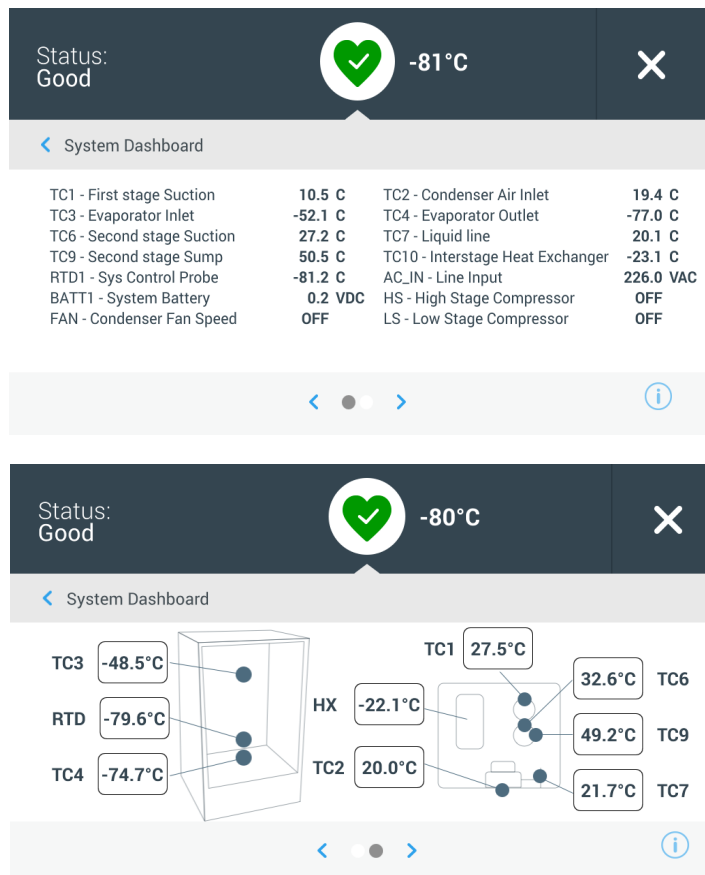 Status:
Good
-81°C
System Dashboard
TC1 - First stage Suction 10.5 C TC2 - Condenser Air Inlet 19.4 C
TC3 - Evaporator Inlet -52.1 C TC4 - Evaporator Outlet -77.0 C
TC6 - Second stage Suction 27.2 C TC7 - Liquid line 20.1 C
TC9 - Second stage Sump 50.5 C TC10 - Interstage Heat Exchanger -23.1 C
RTD1 - Sys Control Probe -81.2 C AC_IN - Line Input 226.0 VAC
BATT1 - System Battery 0.2 VDC HS - High Stage Compressor OFF
FAN - Condenser Fan Speed OFF LS - Low Stage Compressor OFF
i
Status:
Good
-80°C
System Dashboard
TC3 -48.5°C
RTD -79.6°C
TC4 -74.7°C
TC1 27.5°C
HX -22.1°C
TC2 20.0°C
32.6°C TC6
49.2°C TC9
21.7°C TC7
i